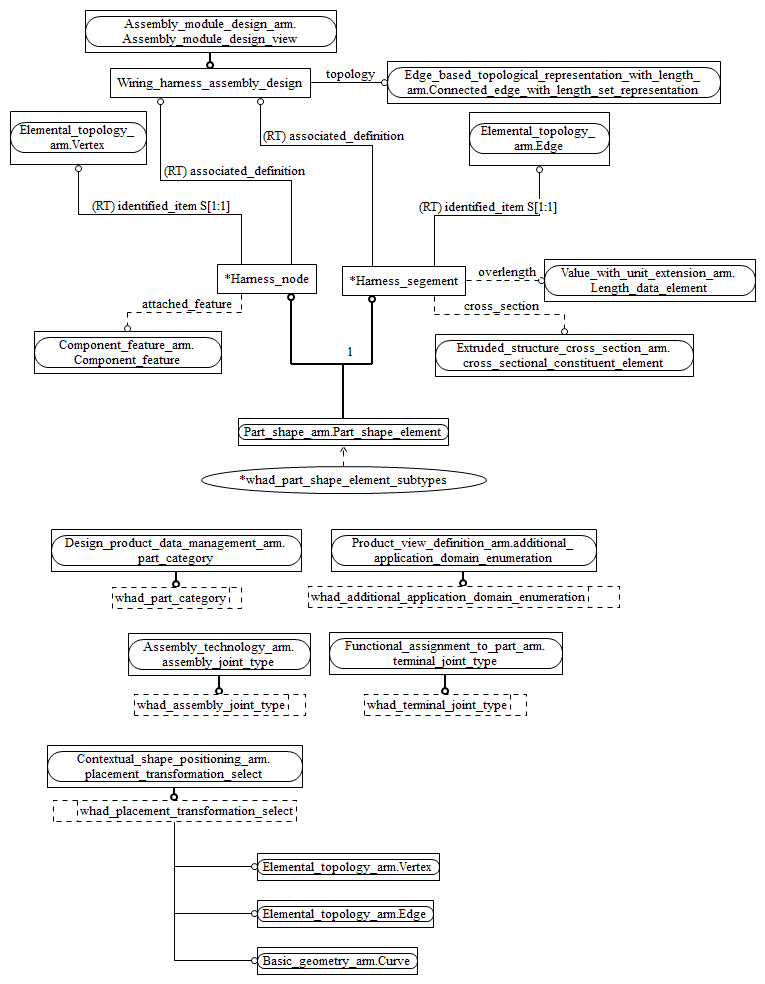 Assembly_module_design_arm.
Assembly_module_design_view
Wiring_harness_assembly_design
topology
Edge_based_topological_representation_with_length_
arm.Connected_edge_with_length_set_representation
Elemental_topology_
arm.Vertex
(RT) associated_definition
Elemental_topology_
arm.Edge
(RT) associated_definition
(RT) identified_item S[1:1]
(RT) identified_item S[1:1]
*Harness_node
*Harness_segement
overlength
Value_with_unit_extension_arm.
Length_data_element
attached_feature
cross_section
Component_feature_arm.
Component_feature
1
Extruded_structure_cross_section_arm.
cross_sectional_constituent_element
Part_shape_arm.Part_shape_element
*whad_part_shape_element_subtypes
Design_product_data_management_arm.
part_category
Product_view_definition_arm.additional_
application_domain_enumeration
whad_part_category
whad_additional_application_domain_enumeration
Assembly_technology_arm.
assembly_joint_type
Functional_assignment_to_part_arm.
terminal_joint_type
whad_assembly_joint_type
whad_terminal_joint_type
Contextual_shape_positioning_arm.
placement_transformation_select
whad_placement_transformation_select
Elemental_topology_arm.Vertex
Elemental_topology_arm.Edge
Basic_geometry_arm.Curve